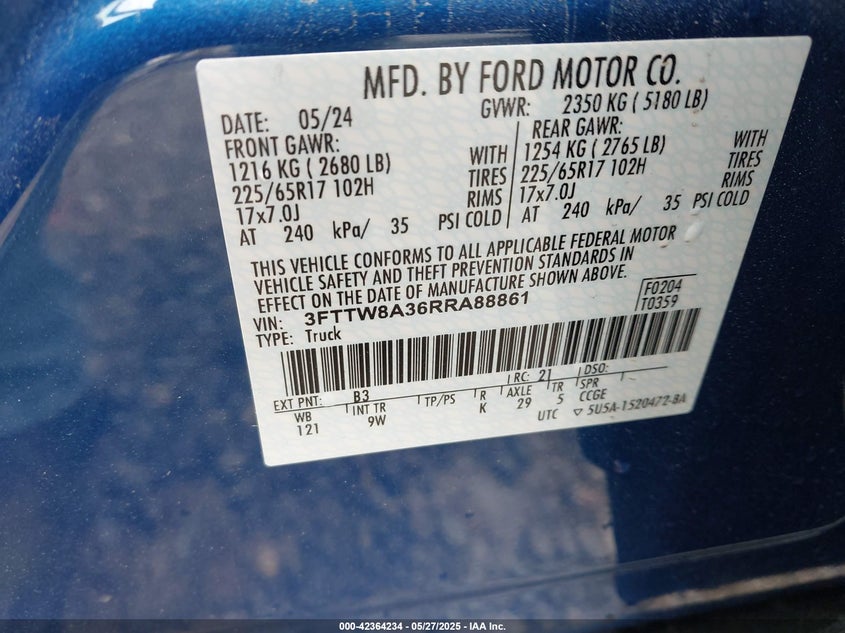 MFD. BY FORD MOTOR CO.
DATE: 05/24 GVWR: 2350 KG ( 5180 LB)
FRONT GAWR: REAR GAWR:
1216 KG ( 2680 LB) WITH 1254 KG ( 2765 LB) WITH
225/65R17 102H TIRES 225/65R17 102H TIRES
17x7.0J RIMS 17x7.0J RIMS
AT 240 kPa/ 35 PSI COLD AT 240 kPa/ 35 PSI COLD
THIS VEHICLE CONFORMS TO ALL APPLICABLE FEDERAL MOTOR
VEHICLE SAFETY AND THEFT PREVENTION STANDARDS IN
EFFECT ON THE DATE OF MANUFACTURE SHOWN ABOVE.
VIN: 3FTTW8A36RRA88861 F0204
TYPE: Truck T0359
EXT PNT: B3 RC: 21 DSO:
WB INT TR TP/PS R AXLE TR SPR
121 9W K 29 5 CCGE
UTC ▽ 5U5A-1520472-BA
000-42364234 — 05/27/2025 - IAA Inc.